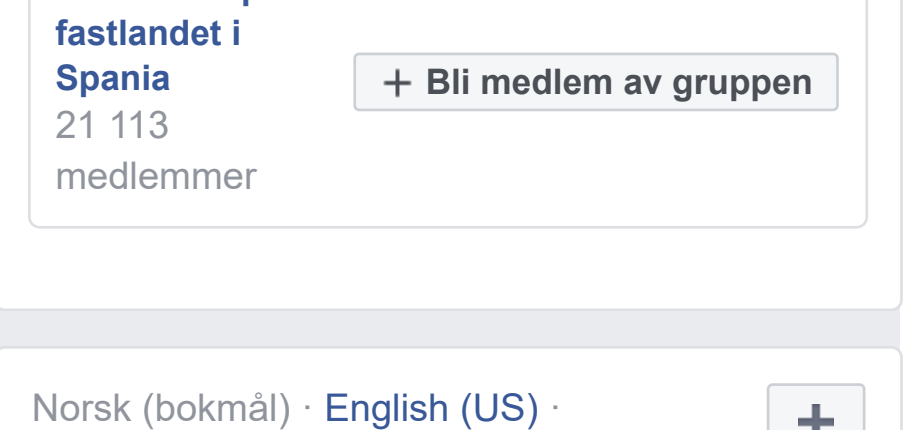 fastlandet i
Spania
+ Bli medlem av gruppen
21 113
medlemmer
Norsk (bokmål) · English (US) ·
+